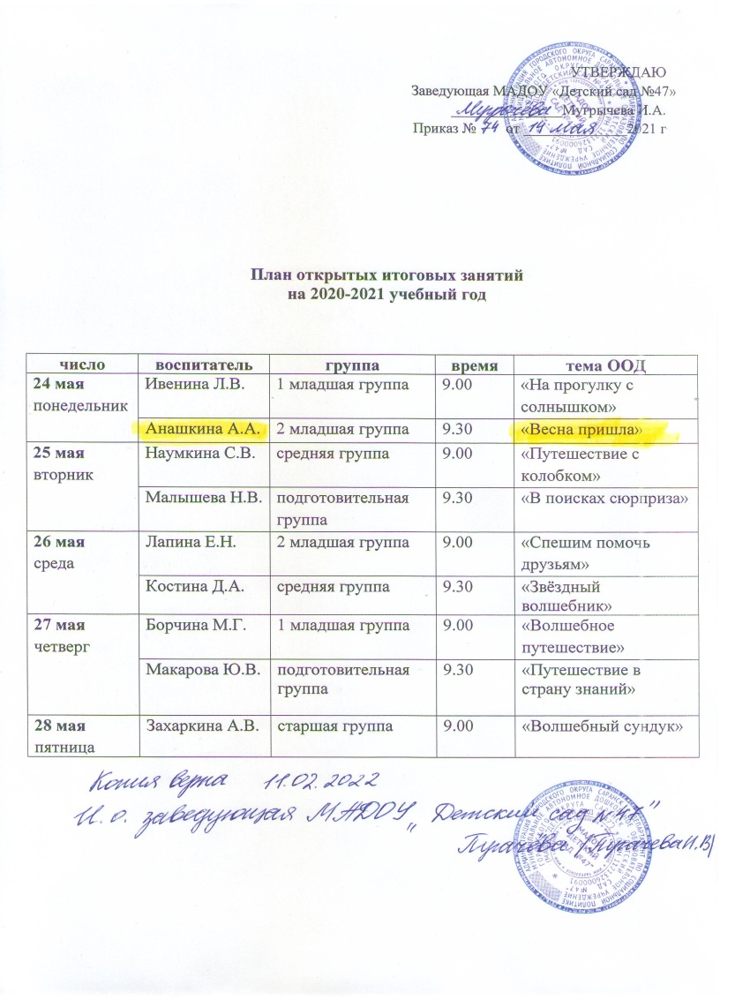 УТВЕРЖДАЮ
Заведующая МАДОУ «Детский сад №47»
Мугрычева Мугрычева И.А.
Приказ № 74 от 14 мая 2021 г
План открытых итоговых занятий
на 2020-2021 учебный год
число воспитатель группа время тема ООД
24 мая Ивенина Л.В. 1 младшая группа 9.00 «На прогулку с
понедельник солнышком»
Анашкина А.А. 2 младшая группа 9.30 «Весна пришла»
25 мая Наумкина С.В. средняя группа 9.00 «Путешествие с
вторник колобком»
Малышева Н.В. подготовительная 9.30 «В поисках сюрприза»
группа
26 мая Лапина Е.Н. 2 младшая группа 9.00 «Спешим помочь
среда друзьям»
Костина Д.А. средняя группа 9.30 «Звёздный
волшебник»
27 мая Борчина М.Г. 1 младшая группа 9.00 «Волшебное
четверг путешествие»
Макарова Ю.В. подготовительная 9.30 «Путешествие в
группа страну знаний»
28 мая Захаркина А.В. старшая группа 9.00 «Волшебный сундук»
пятница
Копия верна 11.02.2022
И.о. заведующая МАДОУ „Детский сад №47"
Пугачёва /Пугачева И.В/